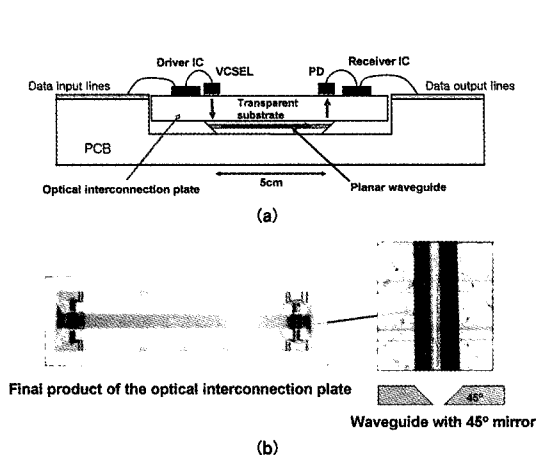 Driver IC
VCSEL
PD
Receiver IC
Data input lines
Data output lines
Transparent
substrate
PCB
Optical interconnection plate
5cm
Planar waveguide
(a)
Final product of the optical interconnection plate
45°
Waveguide with 45° mirror
(b)